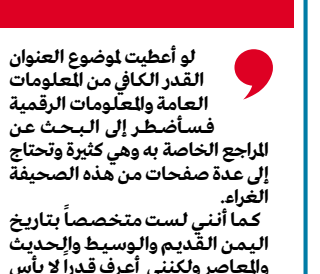 لو أعطيت لموضوع العنوان
القدر الكافي من المعلومات
العامة والمعلومات الرقمية
فسأضطر إلى البحث عن
المراجع الخاصة به وهي كثيرة وتحتاج
إلى عدة صفحات من هذه الصحيفة
الغراء.
كما أنني لست متخصصاً بتاريخ
اليمن القديم والوسيط والحديث
والمعاصر ولكنني أعرف قدراً لا بأس